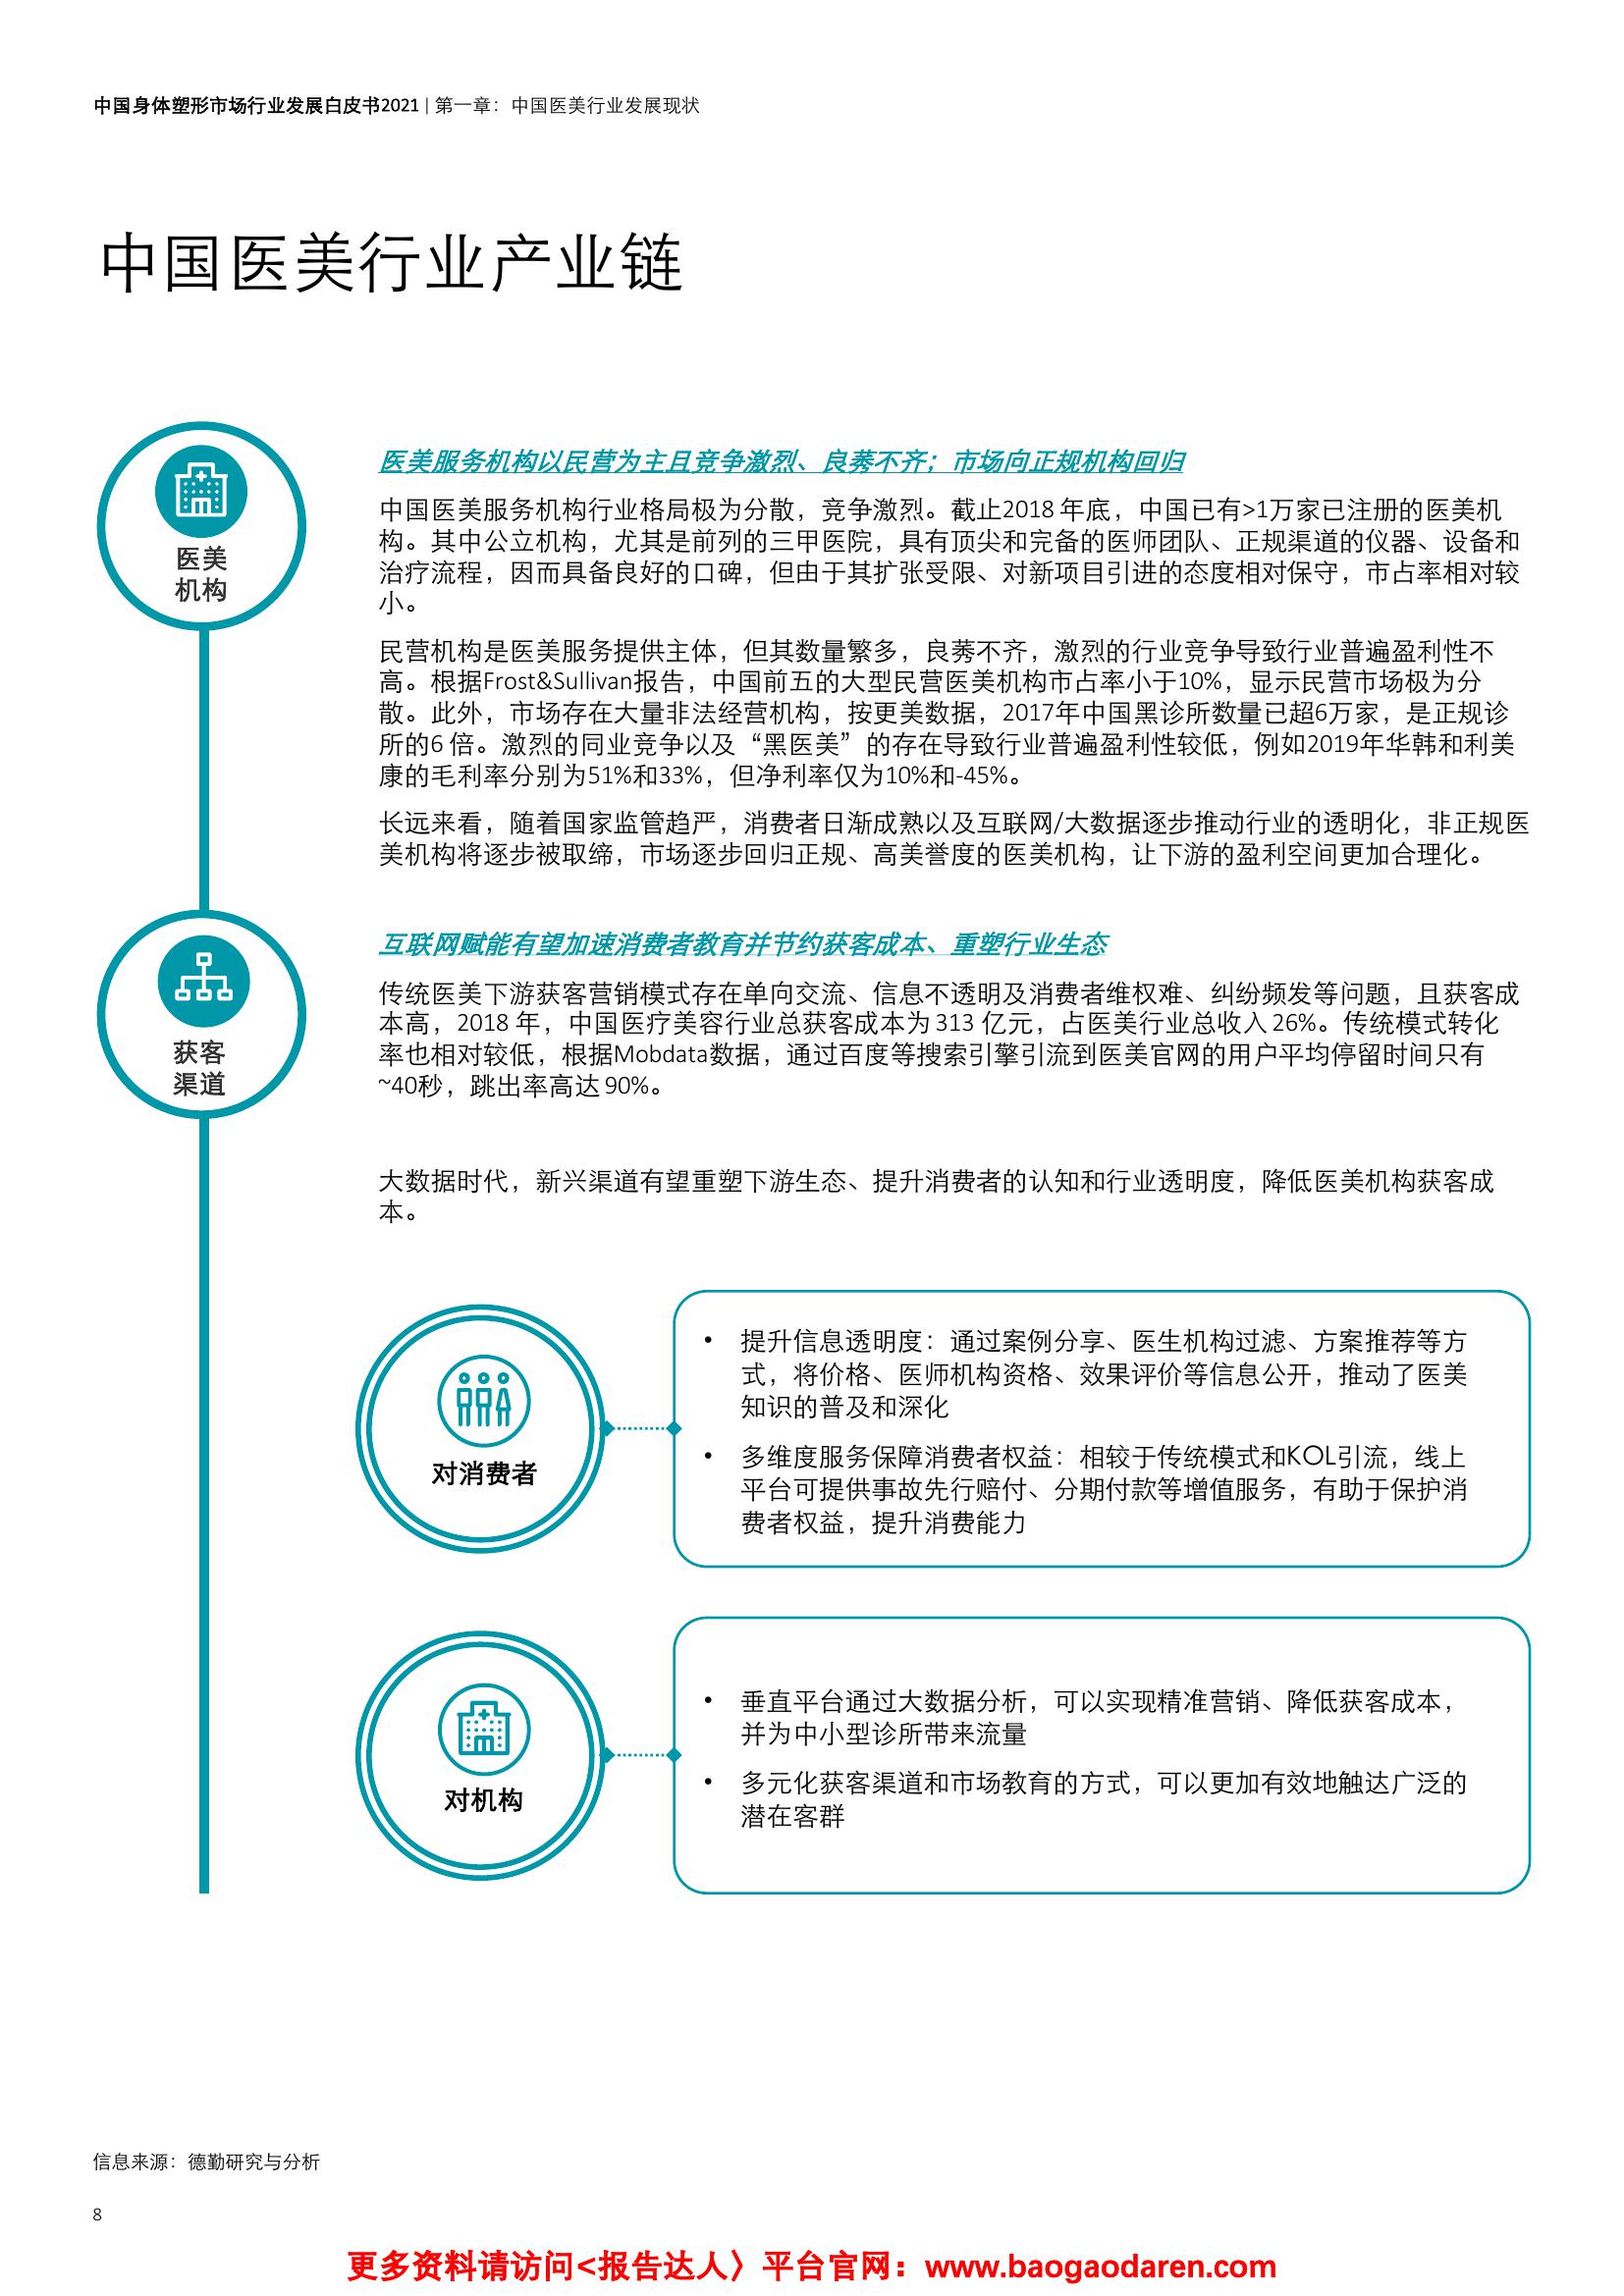 中国身体塑形市场行业发展白皮书2021 | 第一章：中国医美行业发展现状
中国医美行业产业链
医美
机构
医美服务机构以民营为主且竞争激烈、良莠不齐；市场向正规机构回归
中国医美服务机构行业格局极为分散，竞争激烈。截止2018 年底，中国已有>1万家已注册的医美机
构。其中公立机构，尤其是前列的三甲医院，具有顶尖和完备的医师团队、正规渠道的仪器、设备和
治疗流程，因而具备良好的口碑，但由于其扩张受限、对新项目引进的态度相对保守，市占率相对较
小。
民营机构是医美服务提供主体，但其数量繁多，良莠不齐，激烈的行业竞争导致行业普遍盈利性不
高。根据Frost&Sullivan报告，中国前五的大型民营医美机构市占率小于10%，显示民营市场极为分
散。此外，市场存在大量非法经营机构，按更美数据，2017年中国黑诊所数量已超6万家，是正规诊
所的6 倍。激烈的同业竞争以及“黑医美”的存在导致行业普遍盈利性较低，例如2019年华韩和利美
康的毛利率分别为51%和33%，但净利率仅为10%和-45%。
长远来看，随着国家监管趋严，消费者日渐成熟以及互联网/大数据逐步推动行业的透明化，非正规医
美机构将逐步被取缔，市场逐步回归正规、高美誉度的医美机构，让下游的盈利空间更加合理化。
获客
渠道
互联网赋能有望加速消费者教育并节约获客成本、重塑行业生态
传统医美下游获客营销模式存在单向交流、信息不透明及消费者维权难、纠纷频发等问题，且获客成
本高，2018 年，中国医疗美容行业总获客成本为 313 亿元，占医美行业总收入 26%。传统模式转化
率也相对较低，根据Mobdata数据，通过百度等搜索引擎引流到医美官网的用户平均停留时间只有
~40秒，跳出率高达 90%。
大数据时代，新兴渠道有望重塑下游生态、提升消费者的认知和行业透明度，降低医美机构获客成
本。
对消费者
• 提升信息透明度：通过案例分享、医生机构过滤、方案推荐等方
式，将价格、医师机构资格、效果评价等信息公开，推动了医美
知识的普及和深化
• 多维度服务保障消费者权益：相较于传统模式和KOL引流，线上
平台可提供事故先行赔付、分期付款等增值服务，有助于保护消
费者权益，提升消费能力
对机构
• 垂直平台通过大数据分析，可以实现精准营销、降低获客成本，
并为中小型诊所带来流量
• 多元化获客渠道和市场教育的方式，可以更加有效地触达广泛的
潜在客群
信息来源：德勤研究与分析
8
更多资料请访问<报告达人〉平台官网：www.baogaodaren.com